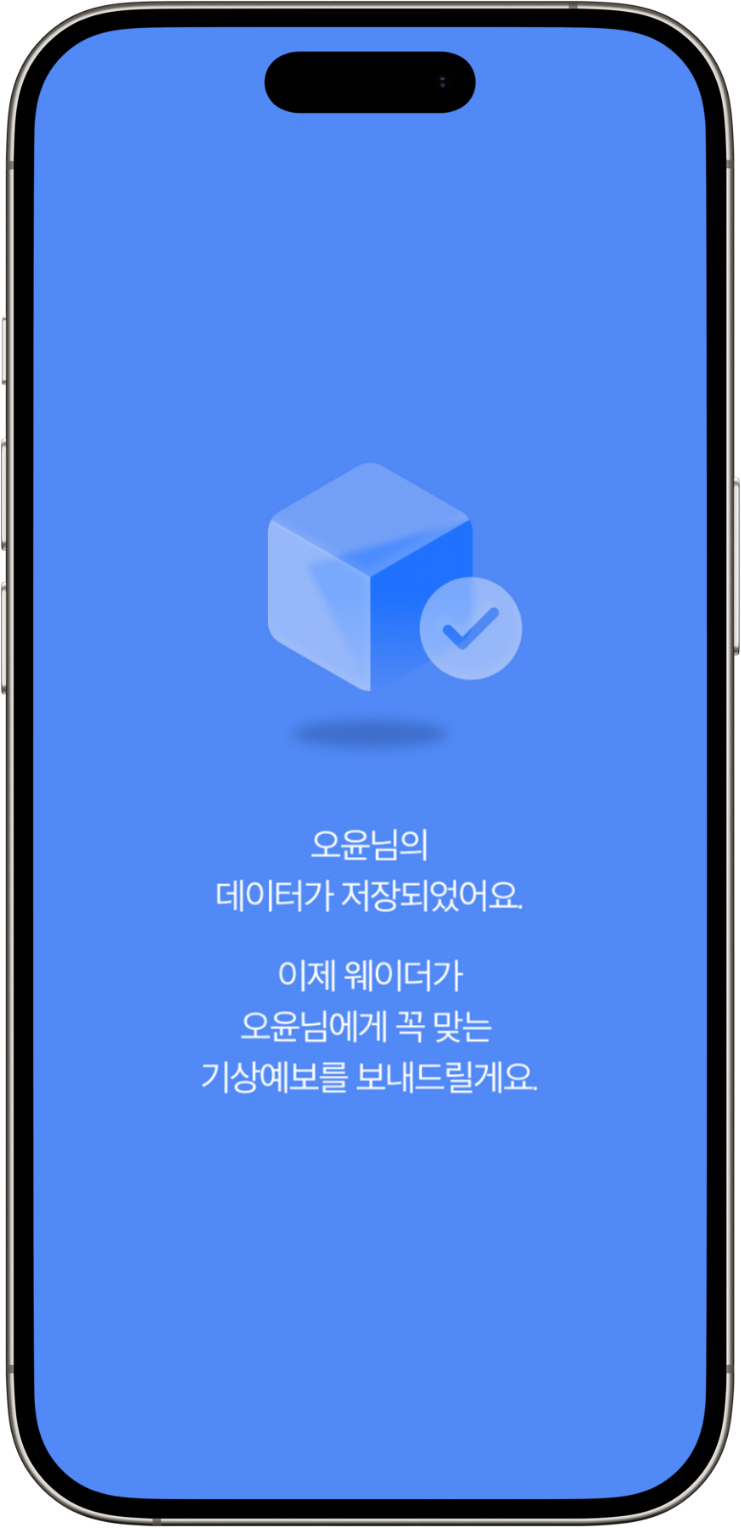 오윤님의
데이터가 저장되었어요.
이제 웨이더가
오윤님에게 꼭 맞는
기상예보를 보내드릴게요.